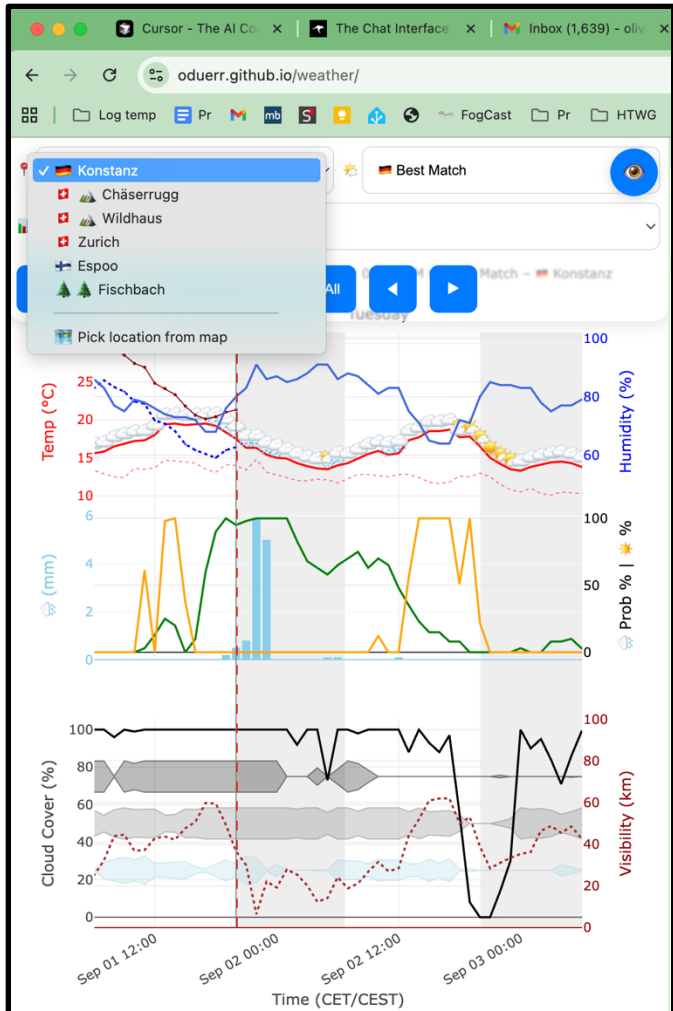 Cursor - The AI Co
The Chat Interface
Inbox (1,639) - oliv
oduerr.github.io/weather/
Log temp
Pr
mb
FogCast
Pr
HTWG
Konstanz
Chäserrugg
Wildhaus
Zurich
Espoo
Fischbach
Pick location from map
Best Match
All
Match – Konstanz
Tuesday
Temp (°C)
25
20
15
10
Humidity (%)
100
80
60
(mm)
6
4
2
0
Prob % | %
100
50
0
Cloud Cover (%)
100
80
60
40
20
0
Visibility (km)
100
80
60
40
20
0
Sep 01 12:00
Sep 02 00:00
Sep 02 12:00
Sep 03 00:00
Time (CET/CEST)